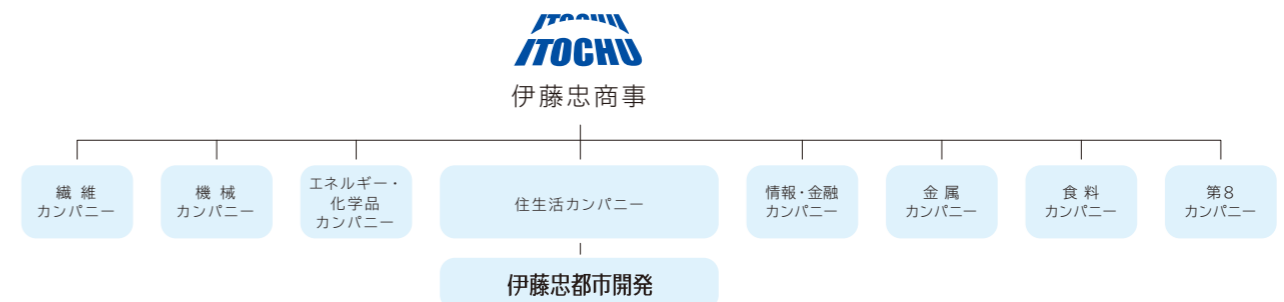 ITOCHU
伊藤忠商事
繊維
カンパニー
機械
カンパニー
エネルギー・
化学品
カンパニー
住生活カンパニー
情報・金融
カンパニー
金属
カンパニー
食料
カンパニー
第8
カンパニー
伊藤忠都市開発